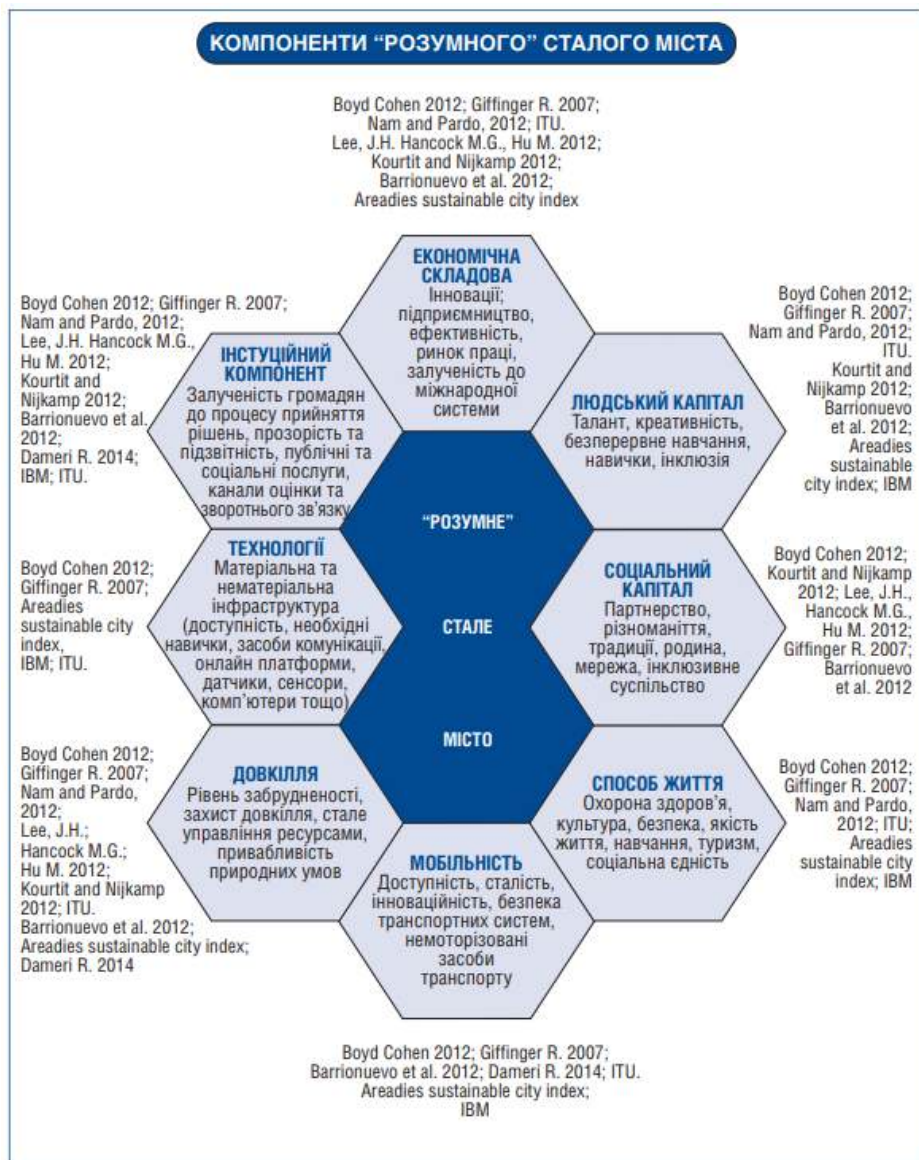 КОМПОНЕНТИ “РОЗУМНОГО” СТАЛОГО МІСТА
Boyd Cohen 2012; Giffinger R. 2007;
Nam and Pardo, 2012; ITU.
Lee, J.H. Hancock M.G., Hu M. 2012;
Kourtit and Nijkamp 2012;
Barrionuevo et al. 2012;
Areadies sustainable city index
ЕКОНОМІЧНА
СКЛАДОВА
Інновації;
підприємництво,
ефективність,
ринок праці,
залученість до
міжнародної
системи
Boyd Cohen 2012; Giffinger R. 2007;
Nam and Pardo, 2012;
Lee, J.H. Hancock M.G.,
Hu M. 2012;
Kourtit and
Nijkamp 2012;
Barrionuevo et al.
2012;
Dameri R. 2014;
IBM; ITU.
ІНСТУЦІЙНИЙ
КОМПОНЕНТ
Залученість громадян
до процесу прийняття
рішень, прозорість та
підзвітність, публічні та
соціальні послуги,
канали оцінки та
зворотнього зв’язку
ЛЮДСЬКИЙ КАПІТАЛ
Талант, креативність,
безперервне навчання,
навички, інклюзія
Boyd Cohen 2012;
Giffinger R. 2007;
Nam and Pardo, 2012;
ITU.
Kourtit and
Nijkamp 2012;
Barrionuevo
et al. 2012;
Areadies
sustainable
city index; IBM
“РОЗУМНЕ”
СТАЛЕ
МІСТО
Boyd Cohen 2012;
Giffinger R. 2007;
Areadies
sustainable city
index,
IBM; ITU.
ТЕХНОЛОГІЇ
Матеріальна та
нематеріальна
інфраструктура
(доступність, необхідні
навички, засоби комунікації,
онлайн платформи,
датчики, сенсори,
комп’ютери тощо)
СОЦІАЛЬНИЙ
КАПІТАЛ
Партнерство,
різноманіття,
традиції, родина,
мережа, інклюзивне
суспільство
Boyd Cohen 2012;
Kourtit and Nijkamp
2012; Lee, J.H.,
Hancock M.G.,
Hu M. 2012;
Giffinger R. 2007;
Barrionuevo
et al. 2012
Boyd Cohen 2012;
Giffinger R. 2007;
Nam and Pardo,
2012;
Lee, J.H.;
Hancock M.G.;
Hu M. 2012;
Kourtit and Nijkamp
2012; ITU.
Barrionuevo et al. 2012;
Areadies sustainable city index;
Dameri R. 2014
ДОВКІЛЛЯ
Рівень забрудненості,
захист довкілля, стале
управління ресурсами,
привабливість
природних умов
СПОСІБ ЖИТТЯ
Охорона здоров’я,
культура, безпека, якість
життя, навчання, туризм,
соціальна єдність
Boyd Cohen 2012;
Giffinger R. 2007;
Nam and Pardo,
2012; ITU;
Areadies
sustainable city
index; IBM
МОБІЛЬНІСТЬ
Доступність, сталість,
інноваційність, безпека
транспортних систем,
немоторізовані
засоби
транспорту
Boyd Cohen 2012; Giffinger R. 2007;
Barrionuevo et al. 2012; Dameri R. 2014; ITU.
Areadies sustainable city index;
IBM